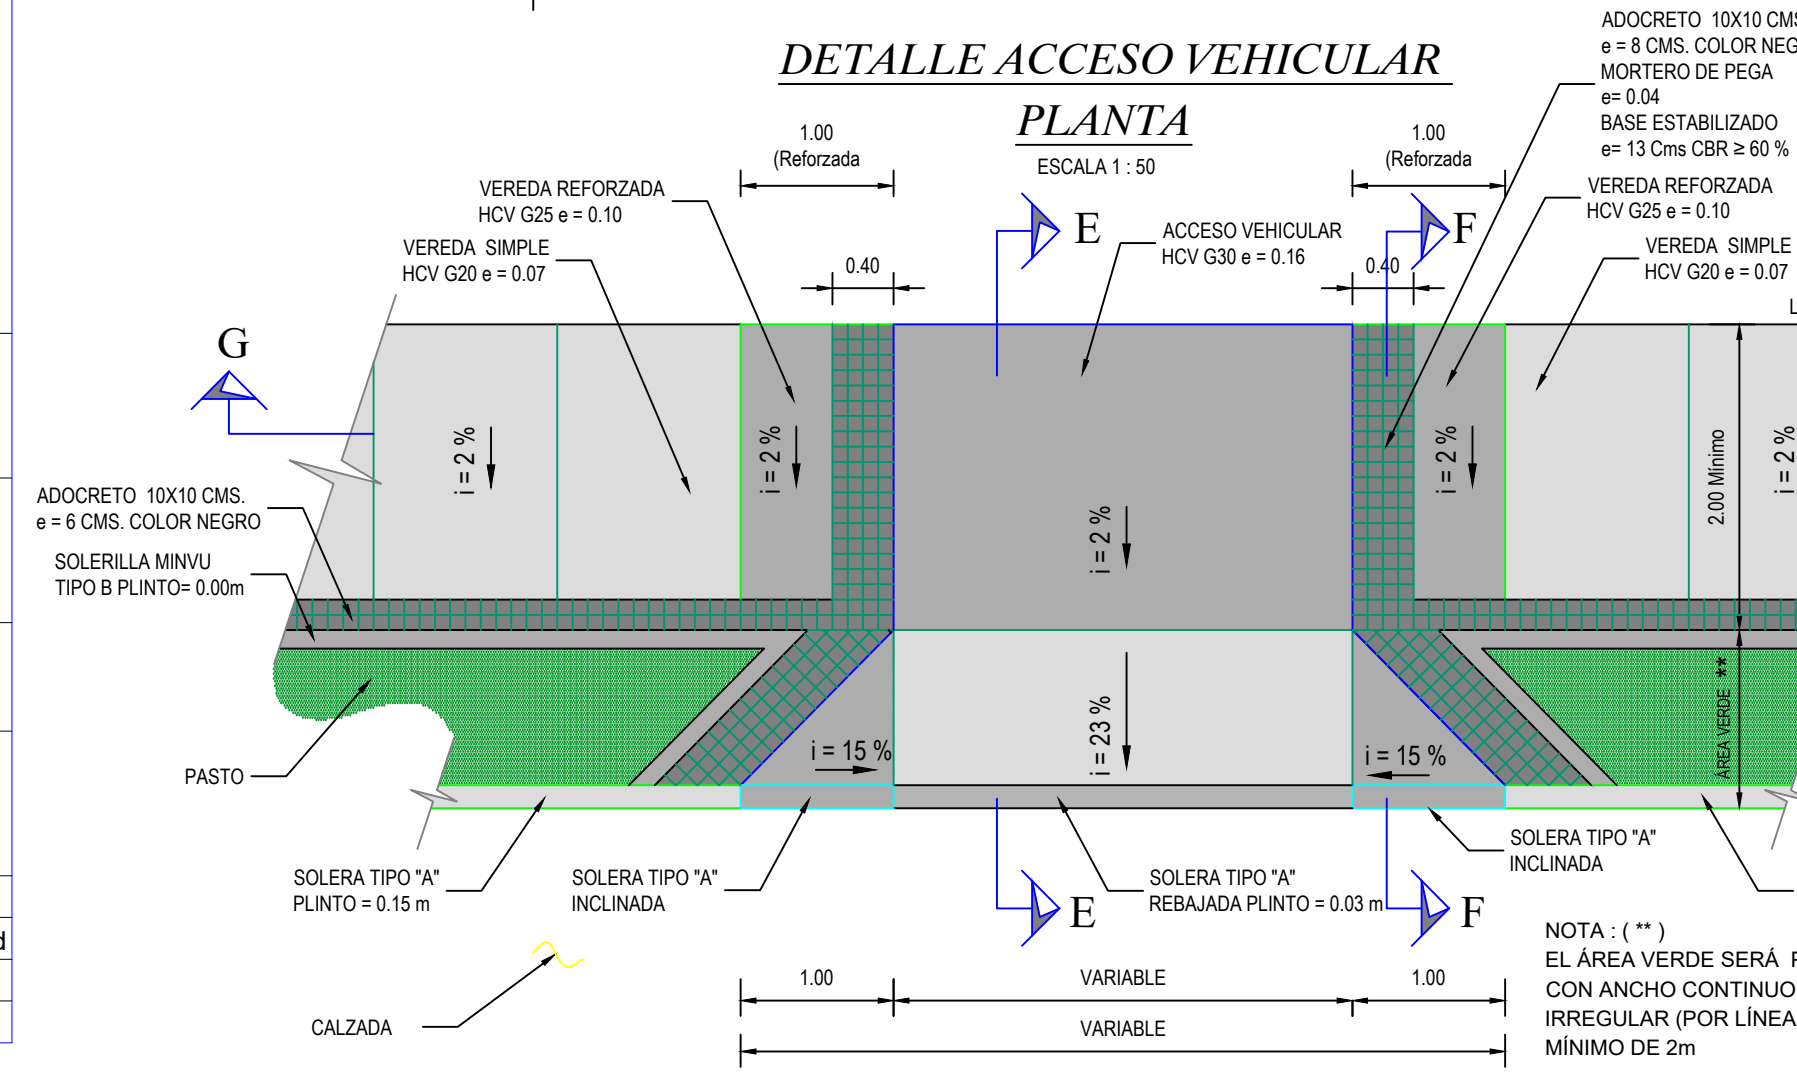 DETALLE ACCESO VEHICULAR
PLANTA
ESCALA 1 : 50
ADOCRETO 10X10 CMS
e = 8 CMS. COLOR NEG
MORTERO DE PEGA
e= 0.04
BASE ESTABILIZADO
e= 13 Cms CBR ≥ 60 %
1.00
(Reforzada
1.00
(Reforzada
VEREDA REFORZADA
HCV G25 e = 0.10
VEREDA SIMPLE
HCV G20 e = 0.07
E
ACCESO VEHICULAR
HCV G30 e = 0.16
F
VEREDA REFORZADA
HCV G25 e = 0.10
VEREDA SIMPLE
HCV G20 e = 0.07
0.40
0.40
L
G
i = 2 %
i = 2 %
i = 2 %
i = 2 %
2.00 Mínimo
i = 2 %
ADOCRETO 10X10 CMS.
e = 6 CMS. COLOR NEGRO
SOLERILLA MINVU
TIPO B PLINTO= 0.00m
PASTO
i = 15 %
i = 23 %
i = 15 %
ÁREA VERDE **
SOLERA TIPO "A"
PLINTO = 0.15 m
SOLERA TIPO "A"
INCLINADA
E
SOLERA TIPO "A"
REBAJADA PLINTO = 0.03 m
F
SOLERA TIPO "A"
INCLINADA
d
CALZADA
1.00
VARIABLE
1.00
VARIABLE
NOTA : ( ** )
EL ÁREA VERDE SERÁ
CON ANCHO CONTINUO
IRREGULAR (POR LÍNEA
MÍNIMO DE 2m